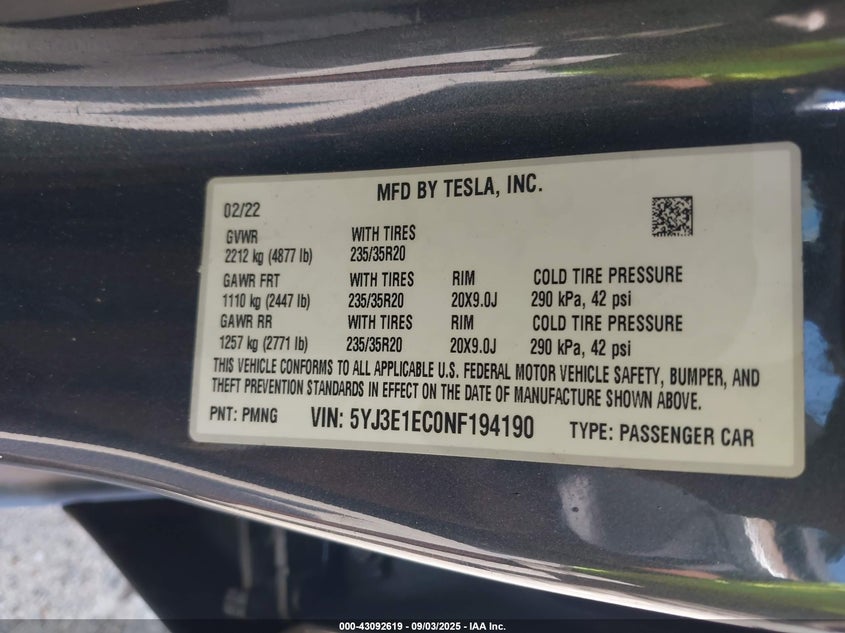 MFD BY TESLA, INC.
02/22
GVWR WITH TIRES
2212 kg (4877 lb) 235/35R20
GAWR FRT WITH TIRES RIM COLD TIRE PRESSURE
1110 kg (2447 lb) 235/35R20 20X9.0J 290 kPa, 42 psi
GAWR RR WITH TIRES RIM COLD TIRE PRESSURE
1257 kg (2771 lb) 235/35R20 20X9.0J 290 kPa, 42 psi
THIS VEHICLE CONFORMS TO ALL APPLICABLE U.S. FEDERAL MOTOR VEHICLE SAFETY, BUMPER, AND
THEFT PREVENTION STANDARDS IN EFFECT ON THE DATE OF MANUFACTURE SHOWN ABOVE.
PNT: PMNG VIN: 5YJ3E1EC0NF194190 TYPE: PASSENGER CAR
000-43092619 - 09/03/2025 - IAA Inc.